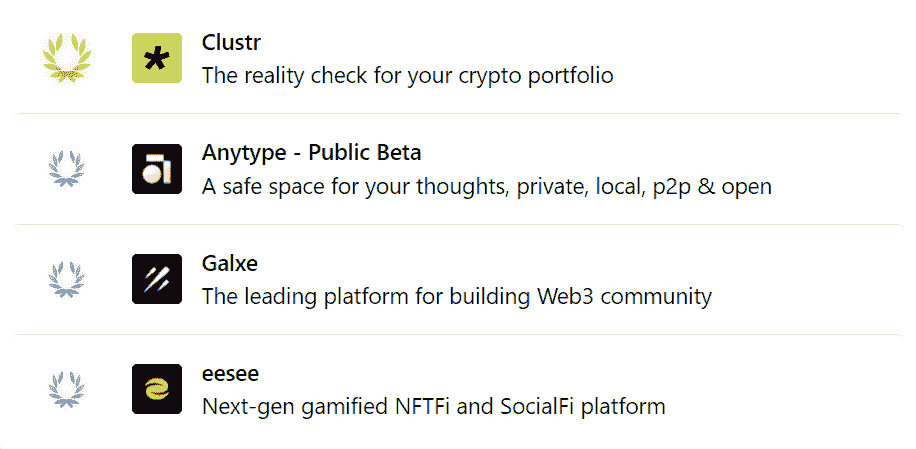 Clustr
The reality check for your crypto portfolio
Anytype - Public Beta
A safe space for your thoughts, private, local, p2p & open
Galxe
The leading platform for building Web3 community
eesee
Next-gen gamified NFTFi and SocialFi platform